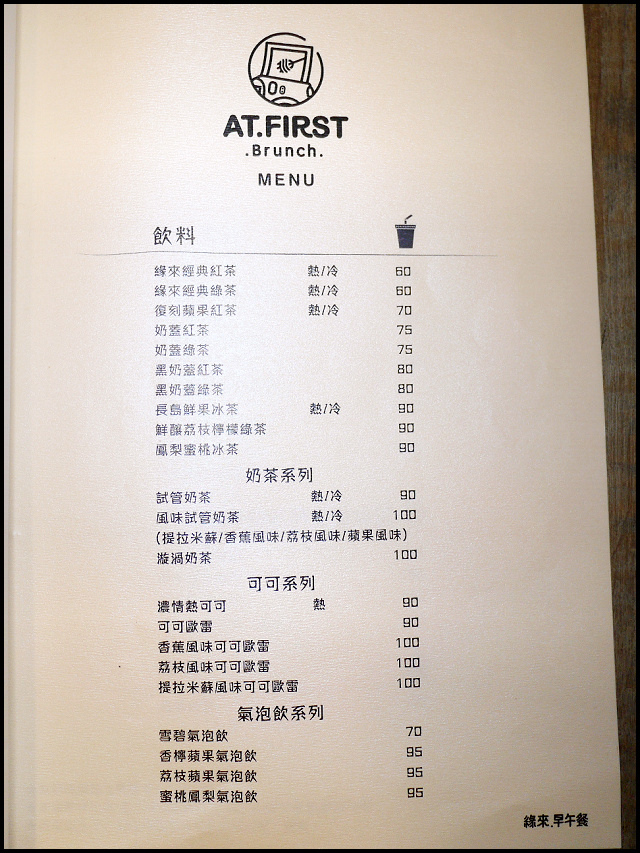 AT.FIRST
.Brunch.
MENU
飲料
緣來經典紅茶 熱/冷 60
緣來經典綠茶 熱/冷 60
復刻蘋果紅茶 熱/冷 70
奶蓋紅茶 75
奶蓋綠茶 75
黑奶蓋紅茶 80
黑奶蓋綠茶 80
長島鮮果冰茶 熱/冷 90
鮮釀荔枝檸檬綠茶 90
鳳梨蜜桃冰茶 90
奶茶系列
試管奶茶 熱/冷 90
風味試管奶茶 熱/冷 100
(提拉米蘇/香蕉風味/荔枝風味/蘋果風味)
漩渦奶茶 100
可可系列
濃情熱可可 熱 90
可可歐雷 90
香蕉風味可可歐雷 100
荔枝風味可可歐雷 100
提拉米蘇風味可可歐雷 100
氣泡飲系列
雪碧氣泡飲 70
香檸蘋果氣泡飲 95
荔枝蘋果氣泡飲 95
蜜桃鳳梨氣泡飲 95
緣來.早午餐